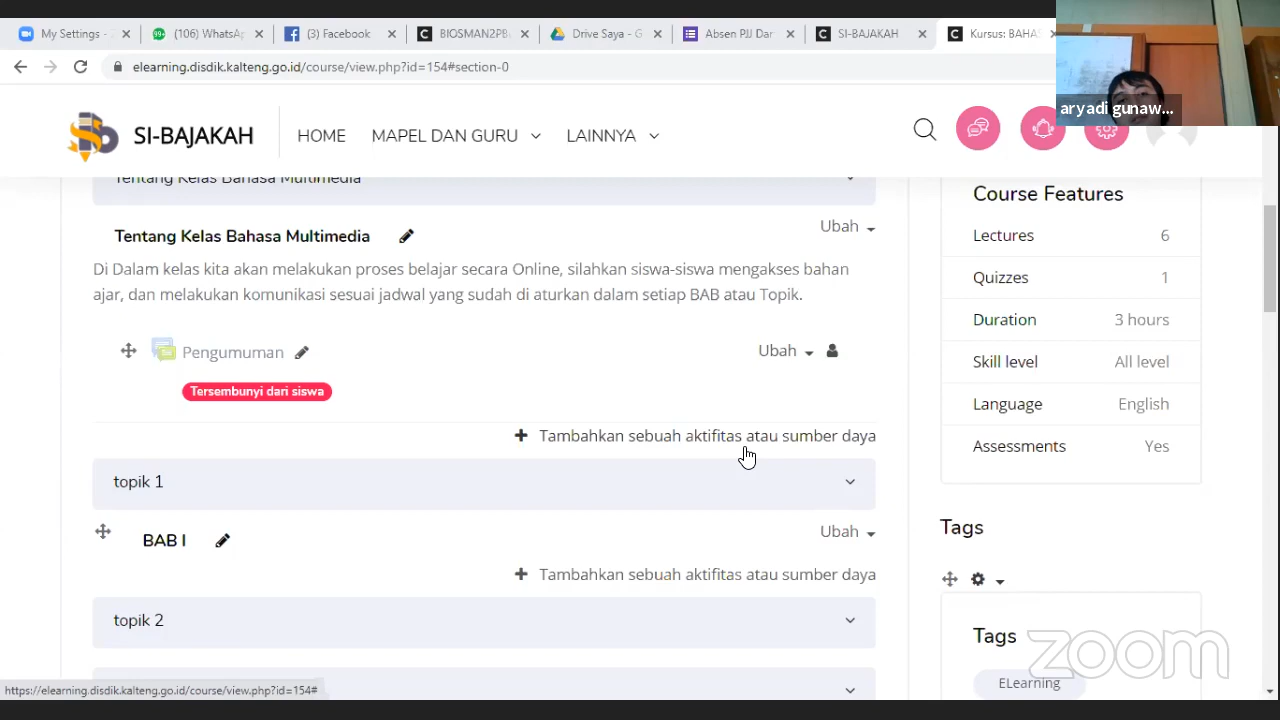 My Settings -
(106) WhatsA
(3) Facebook
BIOSMAN2PB
Drive Saya - G
Absen PJJ Dar
SI-BAJAKAH
Kursus: BAHAS
elearning.disdik.kalteng.go.id/course/view.php?id=154#section-0
aryadi gunaw...
SI-BAJAKAH
HOME
MAPEL DAN GURU
LAINNYA
Tentang Kelas Bahasa Multimedia
Tentang Kelas Bahasa Multimedia
Ubah
Di Dalam kelas kita akan melakukan proses belajar secara Online, silahkan siswa-siswa mengakses bahan
ajar, dan melakukan komunikasi sesuai jadwal yang sudah di aturkan dalam setiap BAB atau Topik.
Pengumuman
Ubah
Tersembunyi dari siswa
Tambahkan sebuah aktifitas atau sumber daya
topik 1
BAB I
Ubah
Tambahkan sebuah aktifitas atau sumber daya
topik 2
Course Features
Lectures 6
Quizzes 1
Duration 3 hours
Skill level All level
Language English
Assessments Yes
Tags
Tags
ELearning
zoom
https://elearning.disdik.kalteng.go.id/course/view.php?id=154#